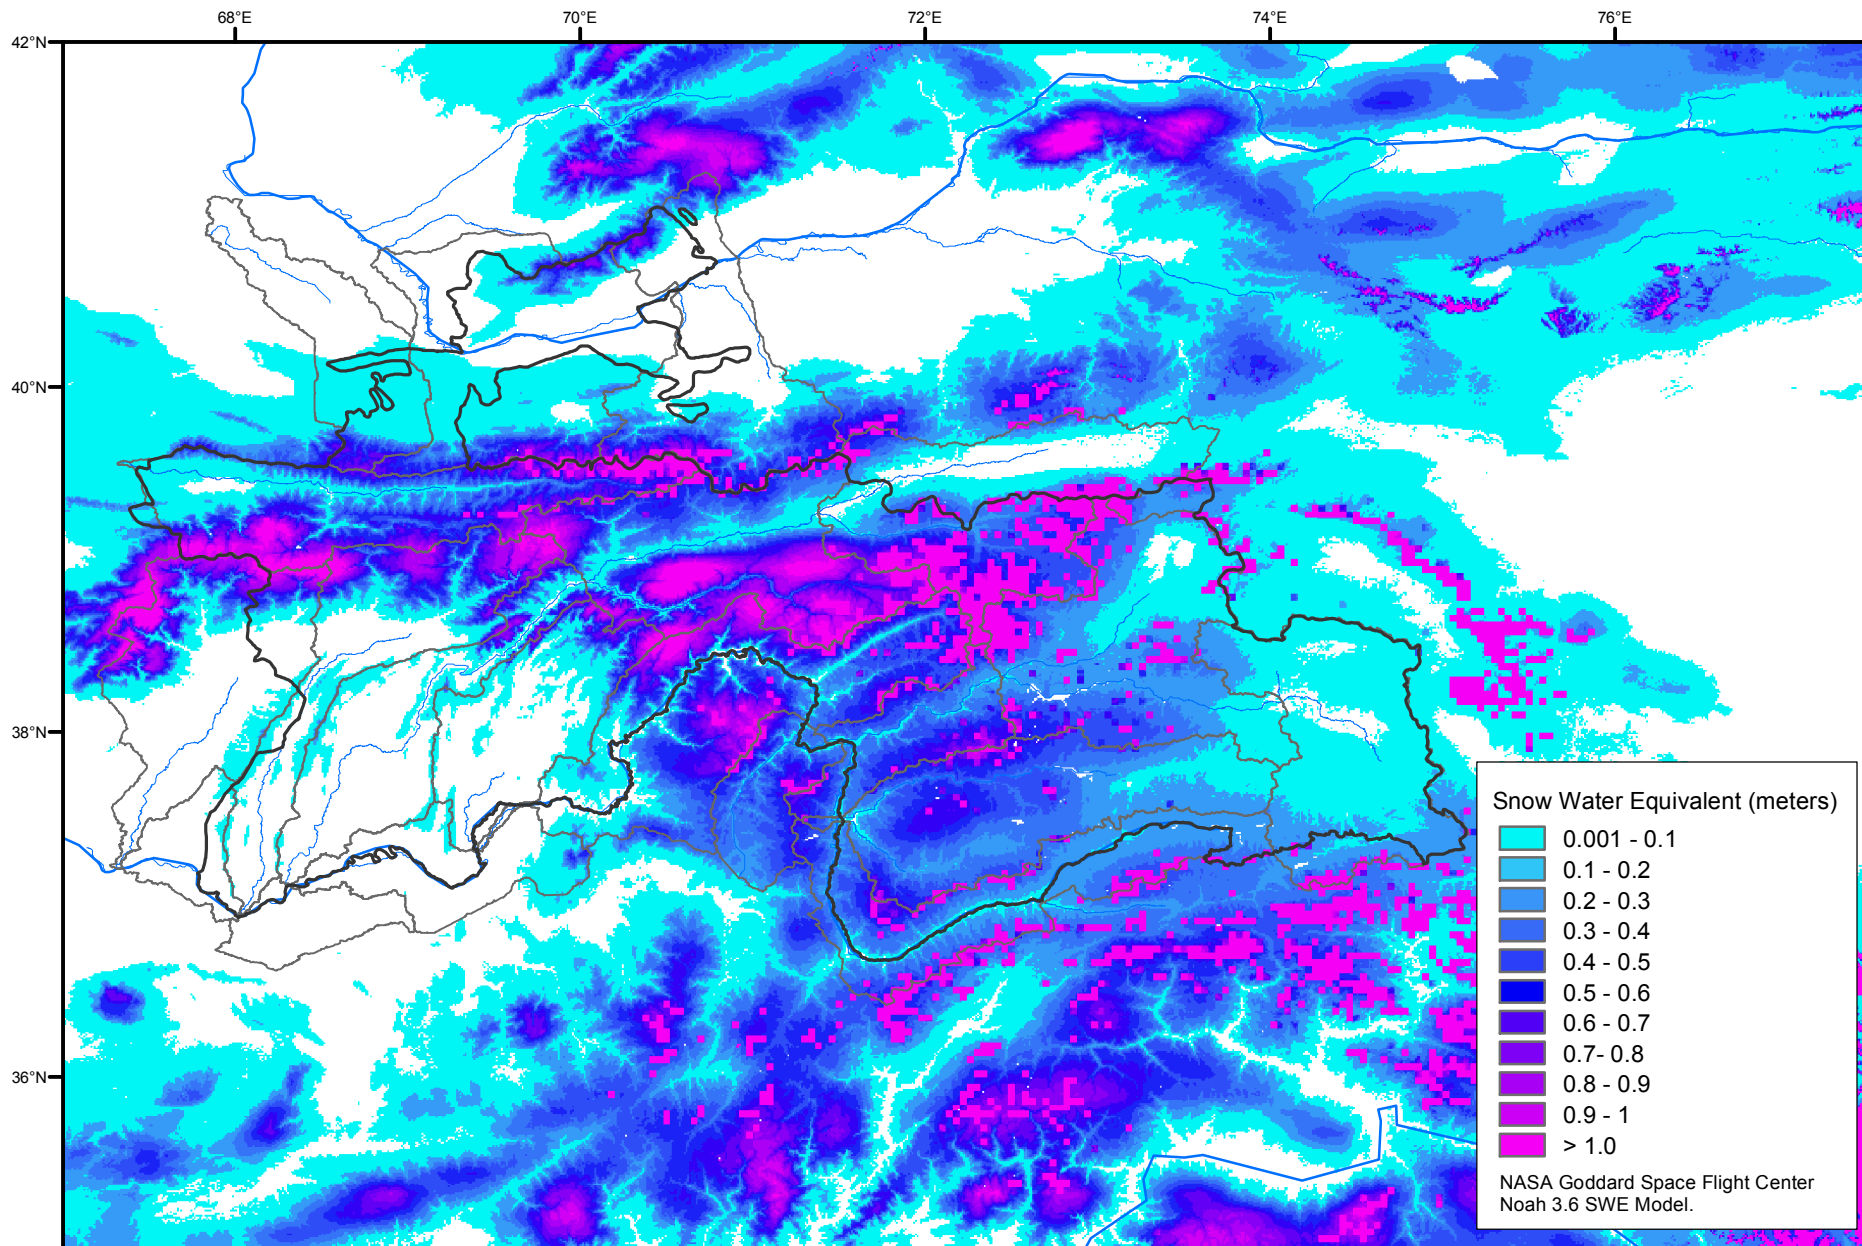 68°E
70°E
72°E
74°E
76°E
42°N
40°N
38°N
36°N
Snow Water Equivalent (meters)
0.001 - 0.1
0.1 - 0.2
0.2 - 0.3
0.3 - 0.4
0.4 - 0.5
0.5 - 0.6
0.6 - 0.7
0.7- 0.8
0.8 - 0.9
0.9 - 1
> 1.0
NASA Goddard Space Flight Center
Noah 3.6 SWE Model.